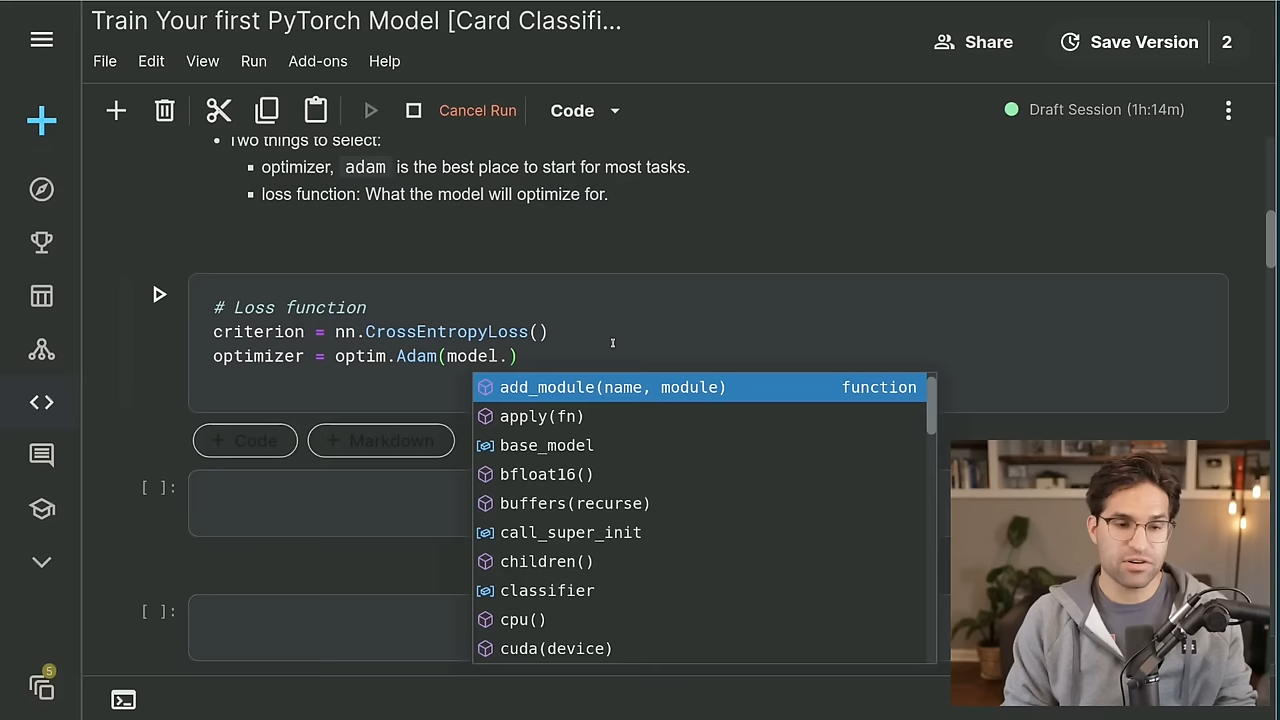 Train Your first PyTorch Model [Card Classifi...
Share
Save Version
2
File
Edit
View
Run
Add-ons
Help
Cancel Run
Code
Draft Session (1h:14m)
Two things to select:
optimizer, adam is the best place to start for most tasks.
loss function: What the model will optimize for.
# Loss function
criterion = nn.CrossEntropyLoss()
optimizer = optim.Adam(model.)
add_module(name, module) function
apply(fn)
+ Code
+ Markdown
base_model
bfloat16()
[ ]:
buffers(recurse)
call_super_init
children()
classifier
[ ]:
cpu()
cuda(device)
5